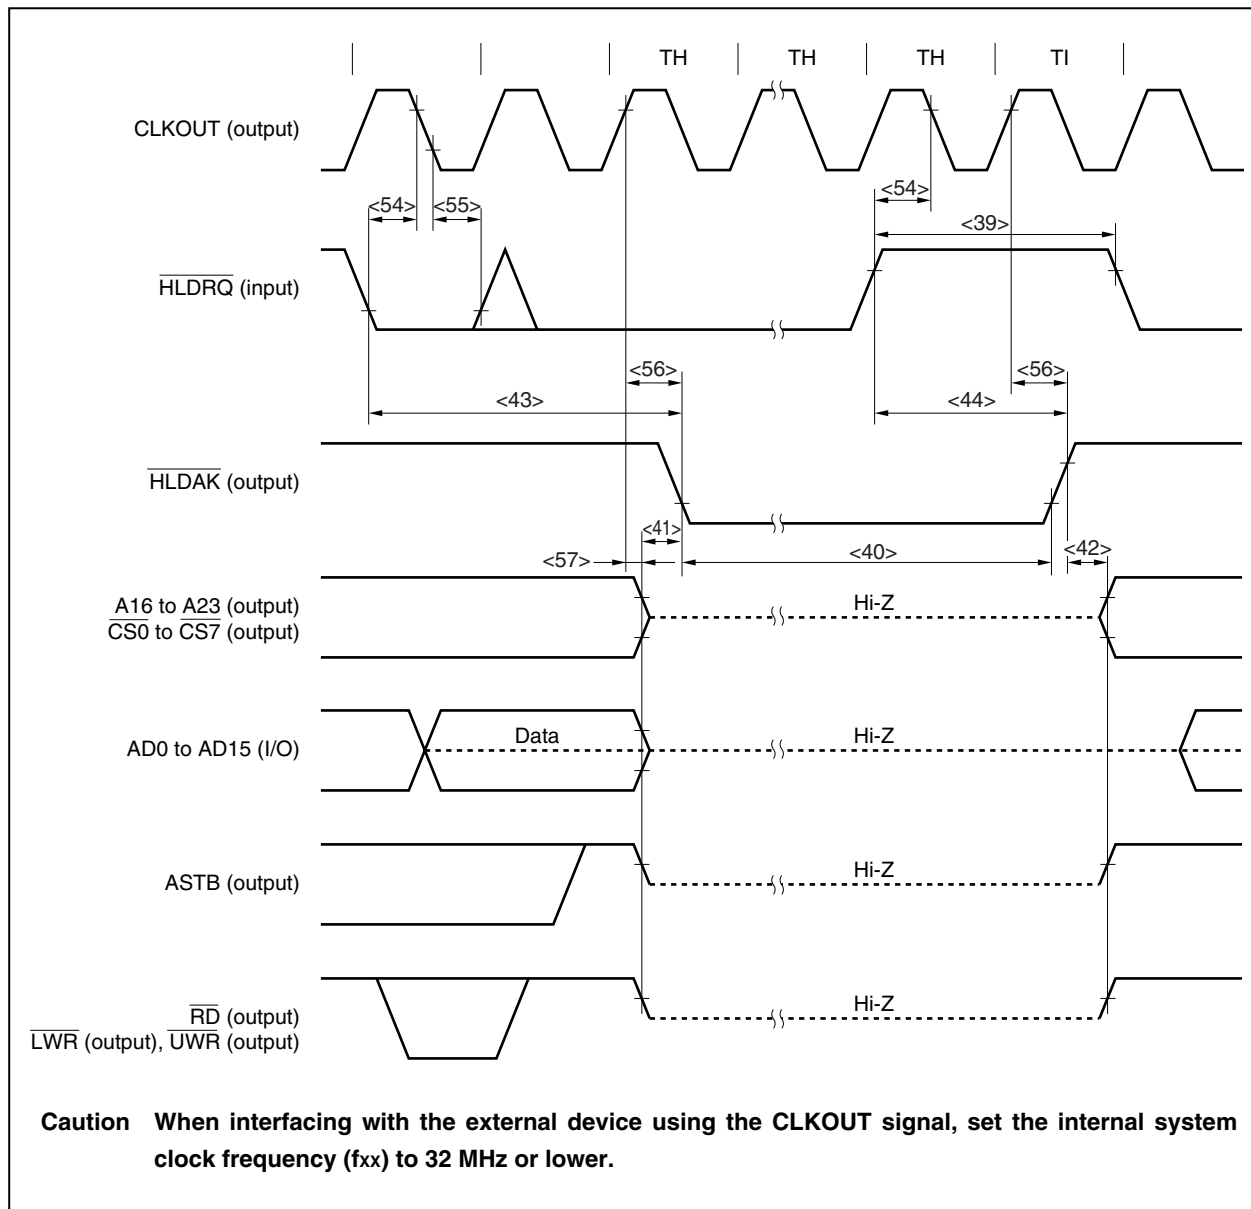 TH TH TH TI
CLKOUT (output)
<54> <55> <54>
<39>
HLDRQ (input)
<56> <56>
<43> <44>
HLDAK (output)
<41>
<57> <40> <42>
A16 to A23 (output)
CS0 to CS7 (output)
Hi-Z
AD0 to AD15 (I/O)
Data Hi-Z
ASTB (output)
Hi-Z
RD (output)
LWR (output), UWR (output)
Hi-Z
Caution When interfacing with the external device using the CLKOUT signal, set the internal system
clock frequency (fxx) to 32 MHz or lower.